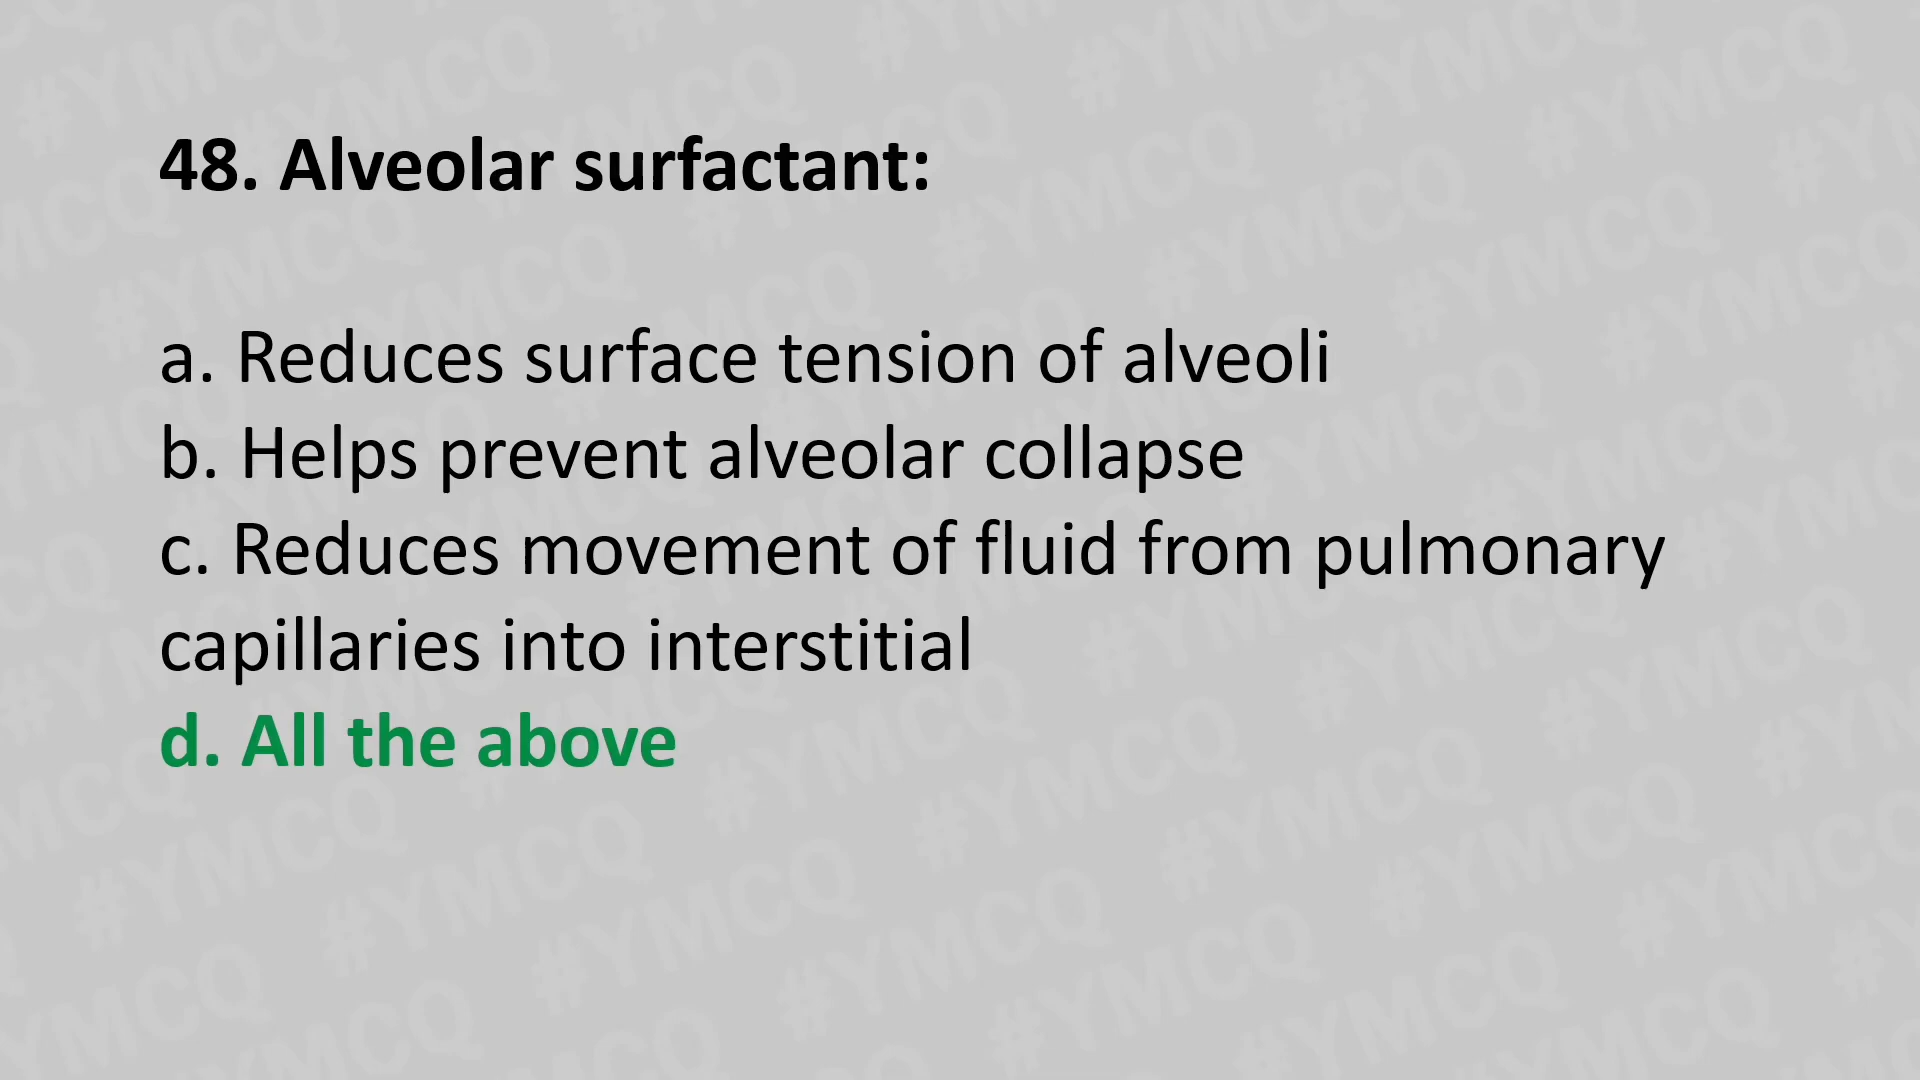 48. Alveolar surfactant:
a. Reduces surface tension of alveoli
b. Helps prevent alveolar collapse
c. Reduces movement of fluid from pulmonary
capillaries into interstitial
d. All the above
#YMCQ